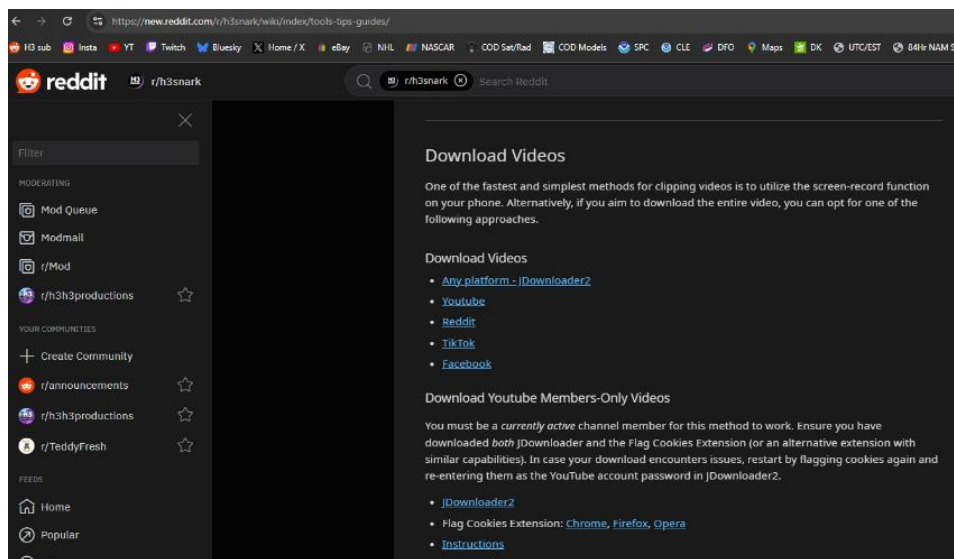 https://new.reddit.com/r/h3snark/wiki/index/tools-tips-guides/
H3 sub Insta YT Twitch Bluesky Home / X eBay NHL NASCAR COD Sat/Rad COD Models SPC CLE DFO Maps DK UTC/EST 84Hr NAM S
reddit r/h3snark r/h3snark Search Reddit
Filter
MODERATING
Mod Queue
Modmail
r/Mod
r/h3h3productions
YOUR COMMUNITIES
Create Community
r/announcements
r/h3h3productions
r/TeddyFresh
FEEDS
Home
Popular
Download Videos
One of the fastest and simplest methods for clipping videos is to utilize the screen-record function
on your phone. Alternatively, if you aim to download the entire video, you can opt for one of the
following approaches.
Download Videos
• Any platform - JDownloader2
• Youtube
• Reddit
• TikTok
• Facebook
Download Youtube Members-Only Videos
You must be a currently active channel member for this method to work. Ensure you have
downloaded both JDownloader and the Flag Cookies Extension (or an alternative extension with
similar capabilities). In case your download encounters issues, restart by flagging cookies again and
re-entering them as the YouTube account password in JDownloader2.
• JDownloader2
• Flag Cookies Extension: Chrome, Firefox, Opera
• Instructions